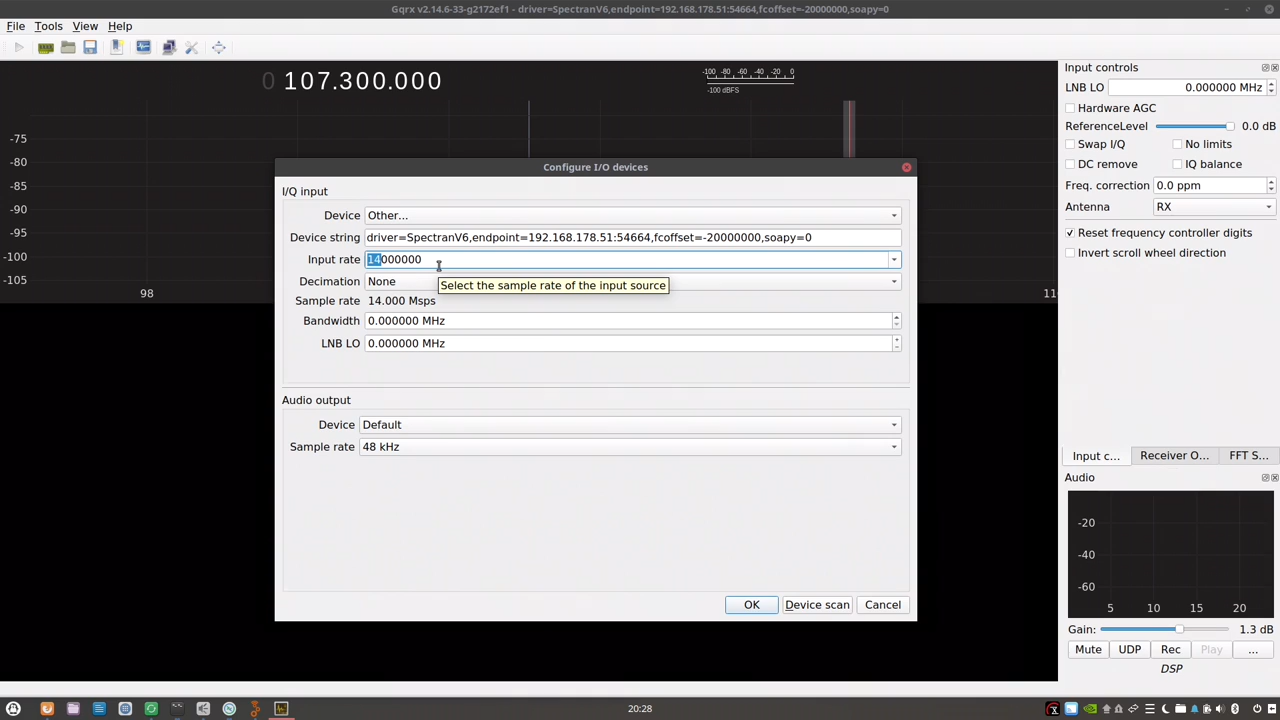 Gqrx v2.14.6-33-g2172ef1 - driver=SpectranV6,endpoint=192.168.178.51:54664,fcoffset=-20000000,soapy=0
File Tools View Help
0 107.300.000
-100 -80 -60 -40 -20 0
-100 dBFS
-75
-80
-85
-90
-95
-100
-105
98
11
Configure I/O devices
I/Q input
Device Other...
Device string driver=SpectranV6,endpoint=192.168.178.51:54664,fcoffset=-20000000,soapy=0
Input rate 14000000
Decimation None
Select the sample rate of the input source
Sample rate 14.000 Msps
Bandwidth 0.000000 MHz
LNB LO 0.000000 MHz
Audio output
Device Default
Sample rate 48 kHz
OK Device scan Cancel
Input controls
LNB LO 0.000000 MHz
Hardware AGC
ReferenceLevel 0.0 dB
Swap I/Q No limits
DC remove IQ balance
Freq. correction 0.0 ppm
Antenna RX
Reset frequency controller digits
Invert scroll wheel direction
Input c... Receiver O... FFT S...
Audio
-20
-40
-60
5 10 15 20
Gain: 1.3 dB
Mute UDP Rec Play ...
DSP
20:28